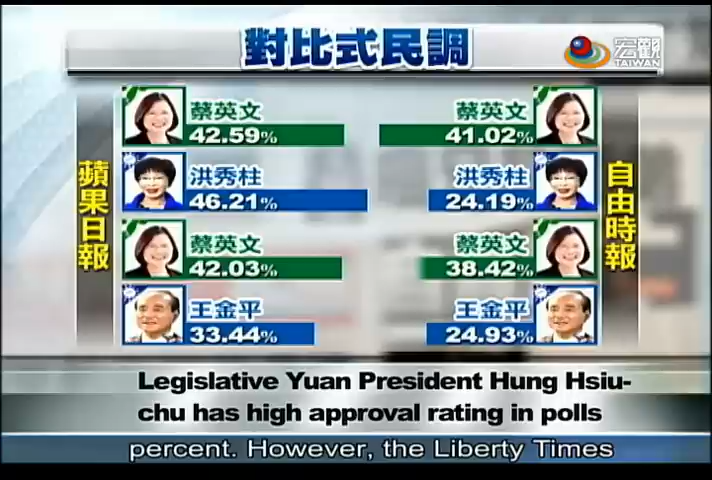 對比式民調
宏觀
TAIWAN
蘋果日報
蔡英文
42.59%
洪秀柱
46.21%
蔡英文
42.03%
王金平
33.44%
蔡英文
41.02%
洪秀柱
24.19%
蔡英文
38.42%
王金平
24.93%
自由時報
Legislative Yuan President Hung Hsiu-
chu has high approval rating in polls
percent. However, the Liberty Times